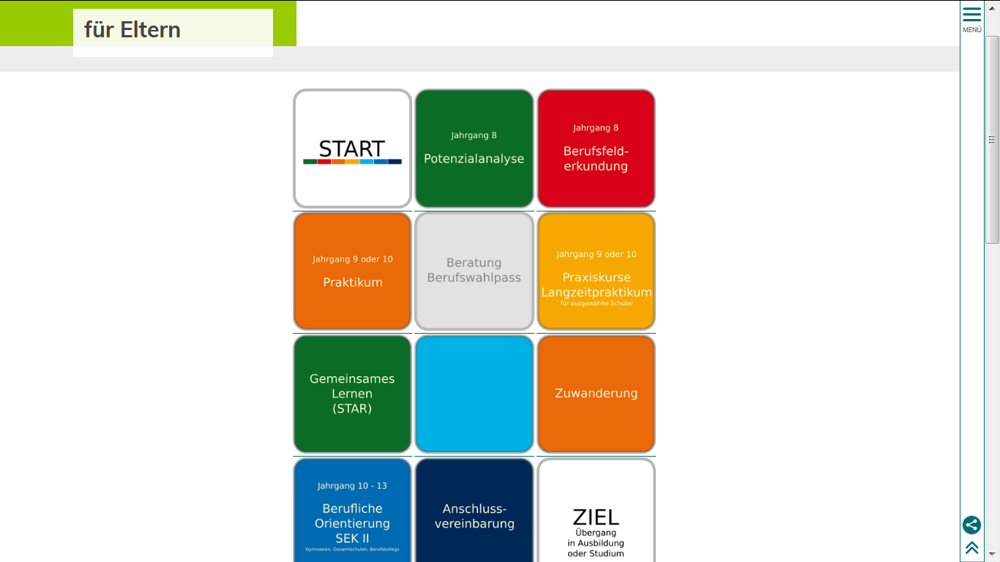 für Eltern
MENÜ
START
Jahrgang 8
Potenzialanalyse
Jahrgang 8
Berufsfeld-
erkundung
Jahrgang 9 oder 10
Praktikum
Beratung
Berufswahlpass
Jahrgang 9 oder 10
Praxiskurse
Langzeitpraktikum
für ausgewählte Schüler
Gemeinsames
Lernen
(STAR)
Zuwanderung
Jahrgang 10 - 13
Berufliche
Orientierung
SEK II
Gymnasien, Gesamtschulen, Berufskollegs
Anschluss-
vereinbarung
ZIEL
Übergang
in Ausbildung
oder Studium